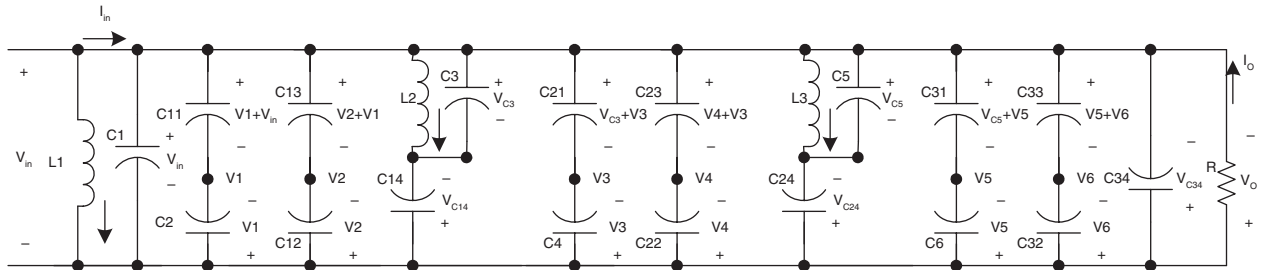 I_in
I_O
+
C11
+
C13
+
L2
C3
+
V_C3
−
C21
+
C23
+
L3
C5
+
V_C5
−
C31
+
C33
+
V1+V_in
V2+V1
V_C3+V3
V4+V3
V_C5+V5
V5+V6
V_in
L1
C1
+
V_in
−
−
−
−
−
−
−
−
V1
V2
C14
−
V_C14
+
V3
V4
C24
−
V_C24
+
V5
V6
C34
−
V_C34
+
R
−
V_O
+
C2
−
V1
+
C12
−
V2
+
C4
−
V3
+
C22
−
V4
+
C6
−
V5
+
C32
−
V6
+